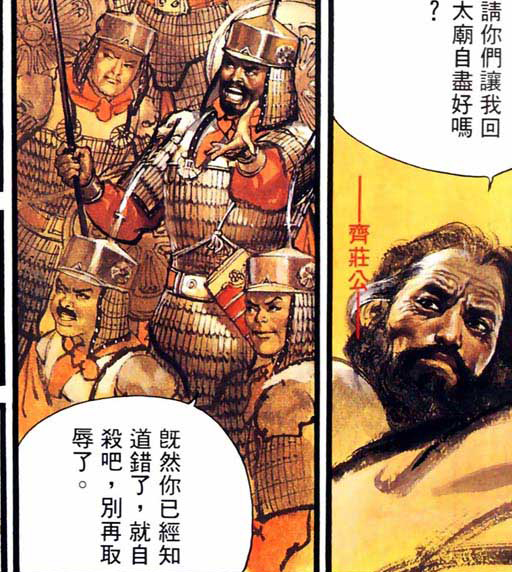 請你們讓我回
太廟自盡好嗎
？
齊莊公
既然你已經知
道錯了，就自
殺吧，別再取
辱了。